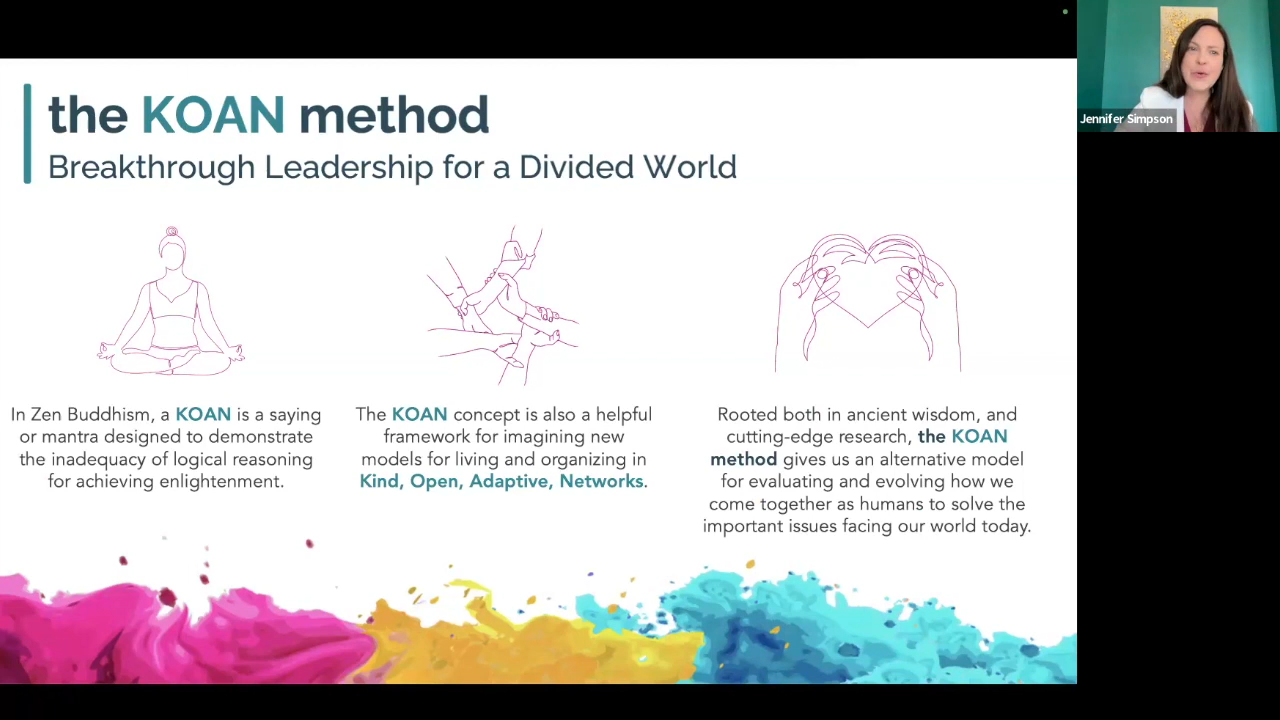 the KOAN method
Breakthrough Leadership for a Divided World
In Zen Buddhism, a KOAN is a saying
or mantra designed to demonstrate
the inadequacy of logical reasoning
for achieving enlightenment.
The KOAN concept is also a helpful
framework for imagining new
models for living and organizing in
Kind, Open, Adaptive, Networks.
Rooted both in ancient wisdom, and
cutting-edge research, the KOAN
method gives us an alternative model
for evaluating and evolving how we
come together as humans to solve the
important issues facing our world today.
Jennifer Simpson